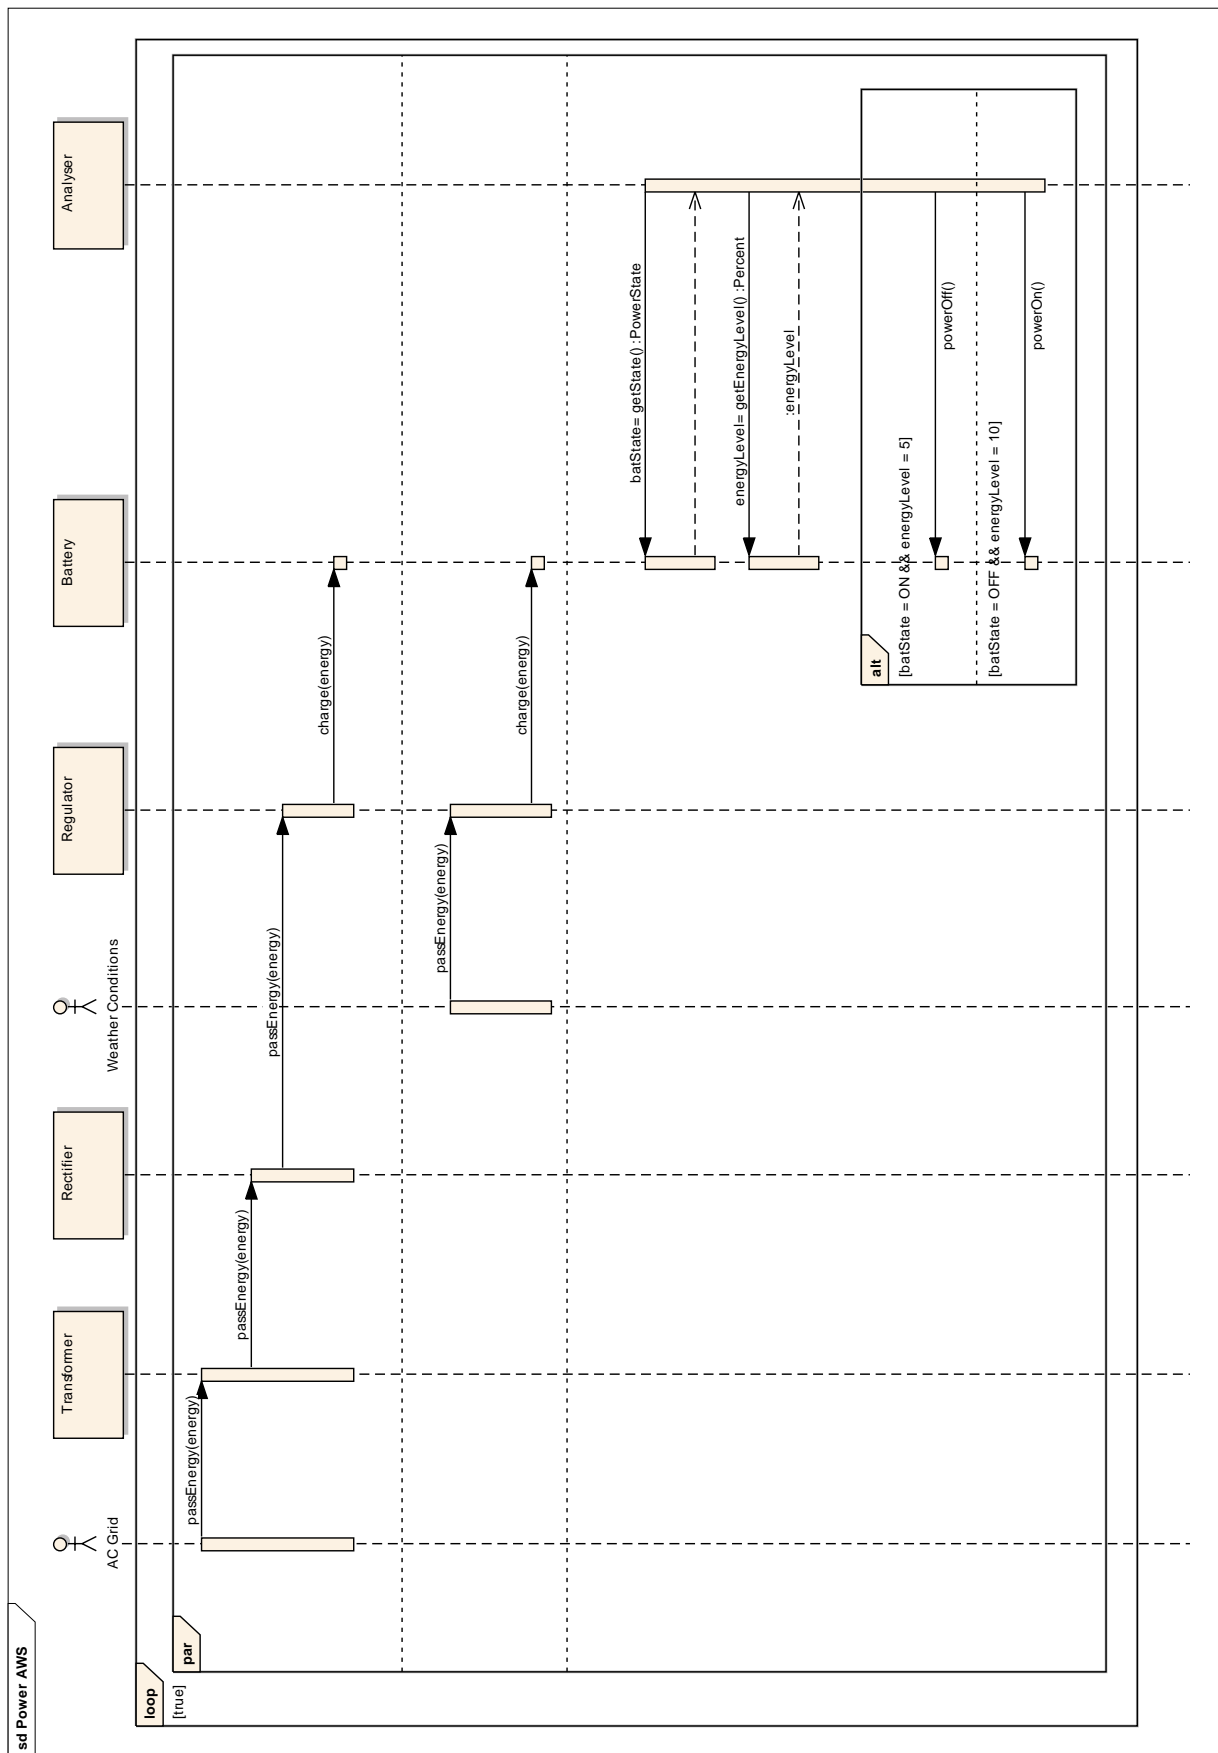 sd Power AWS
AC Grid
Transformer
Rectifier
Weather Conditions
Regulator
Battery
Analyser
loop
[true]
par
passEnergy(energy)
passEnergy(energy)
passEnergy(energy)
charge(energy)
passEnergy(energy)
charge(energy)
batState= getState() :PowerState
energyLevel= getEnergyLevel() :Percent
:energyLevel
alt
[batState = ON && energyLevel = 5]
powerOff()
[batState = OFF && energyLevel = 10]
powerOn()